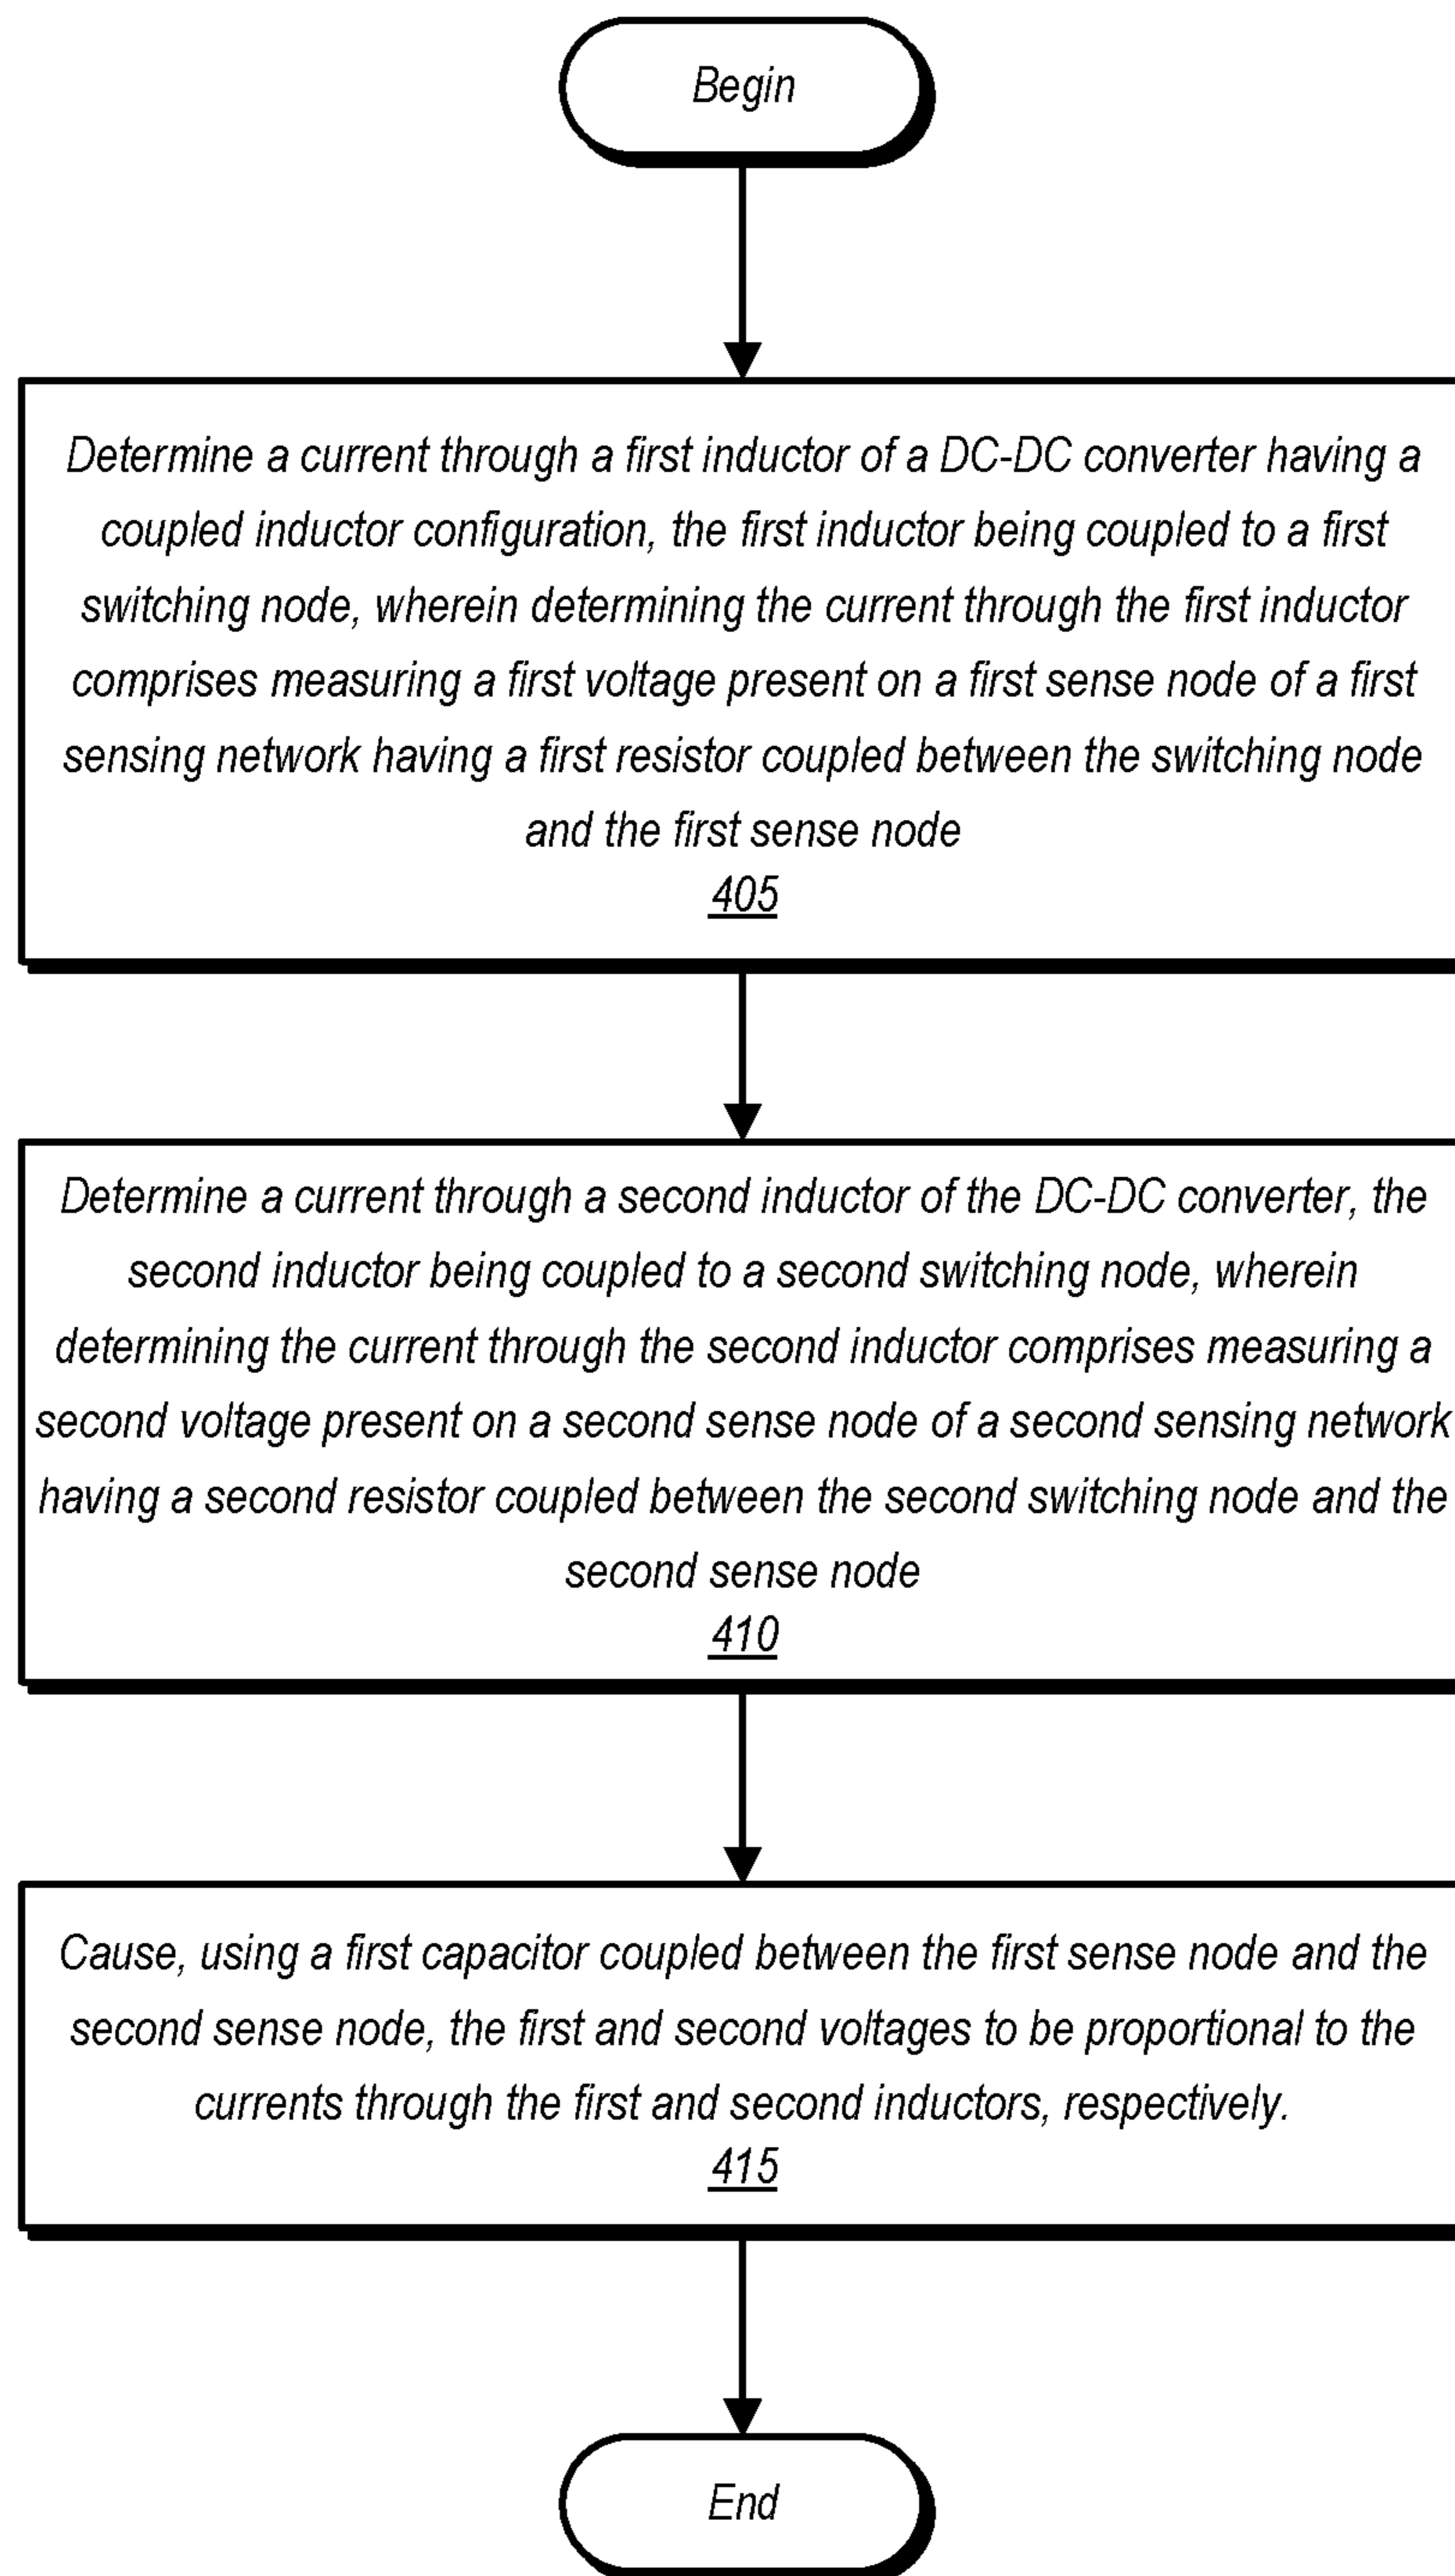 Begin
Determine a current through a first inductor of a DC-DC converter having a
coupled inductor configuration, the first inductor being coupled to a first
switching node, wherein determining the current through the first inductor
comprises measuring a first voltage present on a first sense node of a first
sensing network having a first resistor coupled between the switching node
and the first sense node
405
Determine a current through a second inductor of the DC-DC converter, the
second inductor being coupled to a second switching node, wherein
determining the current through the second inductor comprises measuring a
second voltage present on a second sense node of a second sensing network
having a second resistor coupled between the second switching node and the
second sense node
410
Cause, using a first capacitor coupled between the first sense node and the
second sense node, the first and second voltages to be proportional to the
currents through the first and second inductors, respectively.
415
End